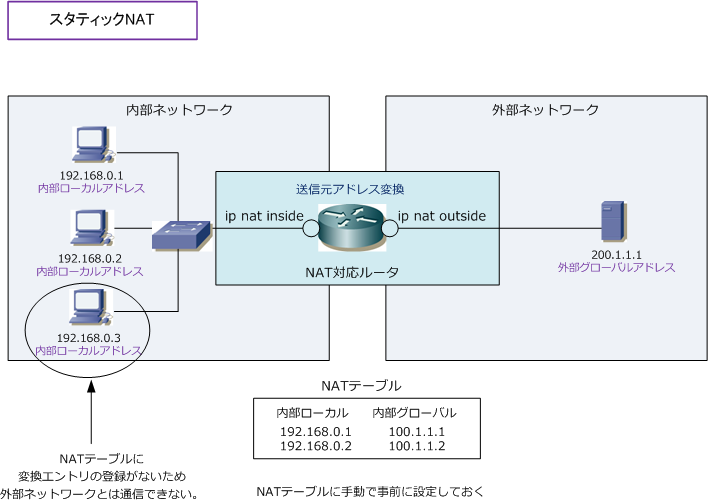 スタティックNAT
内部ネットワーク
外部ネットワーク
192.168.0.1
内部ローカルアドレス
192.168.0.2
内部ローカルアドレス
192.168.0.3
内部ローカルアドレス
送信元アドレス変換
ip nat inside
ip nat outside
NAT対応ルータ
200.1.1.1
外部グローバルアドレス
NATテーブル
内部ローカル 内部グローバル
192.168.0.1 100.1.1.1
192.168.0.2 100.1.1.2
NATテーブルに
変換エントリの登録がないため
外部ネットワークとは通信できない。
NATテーブルに手動で事前に設定しておく